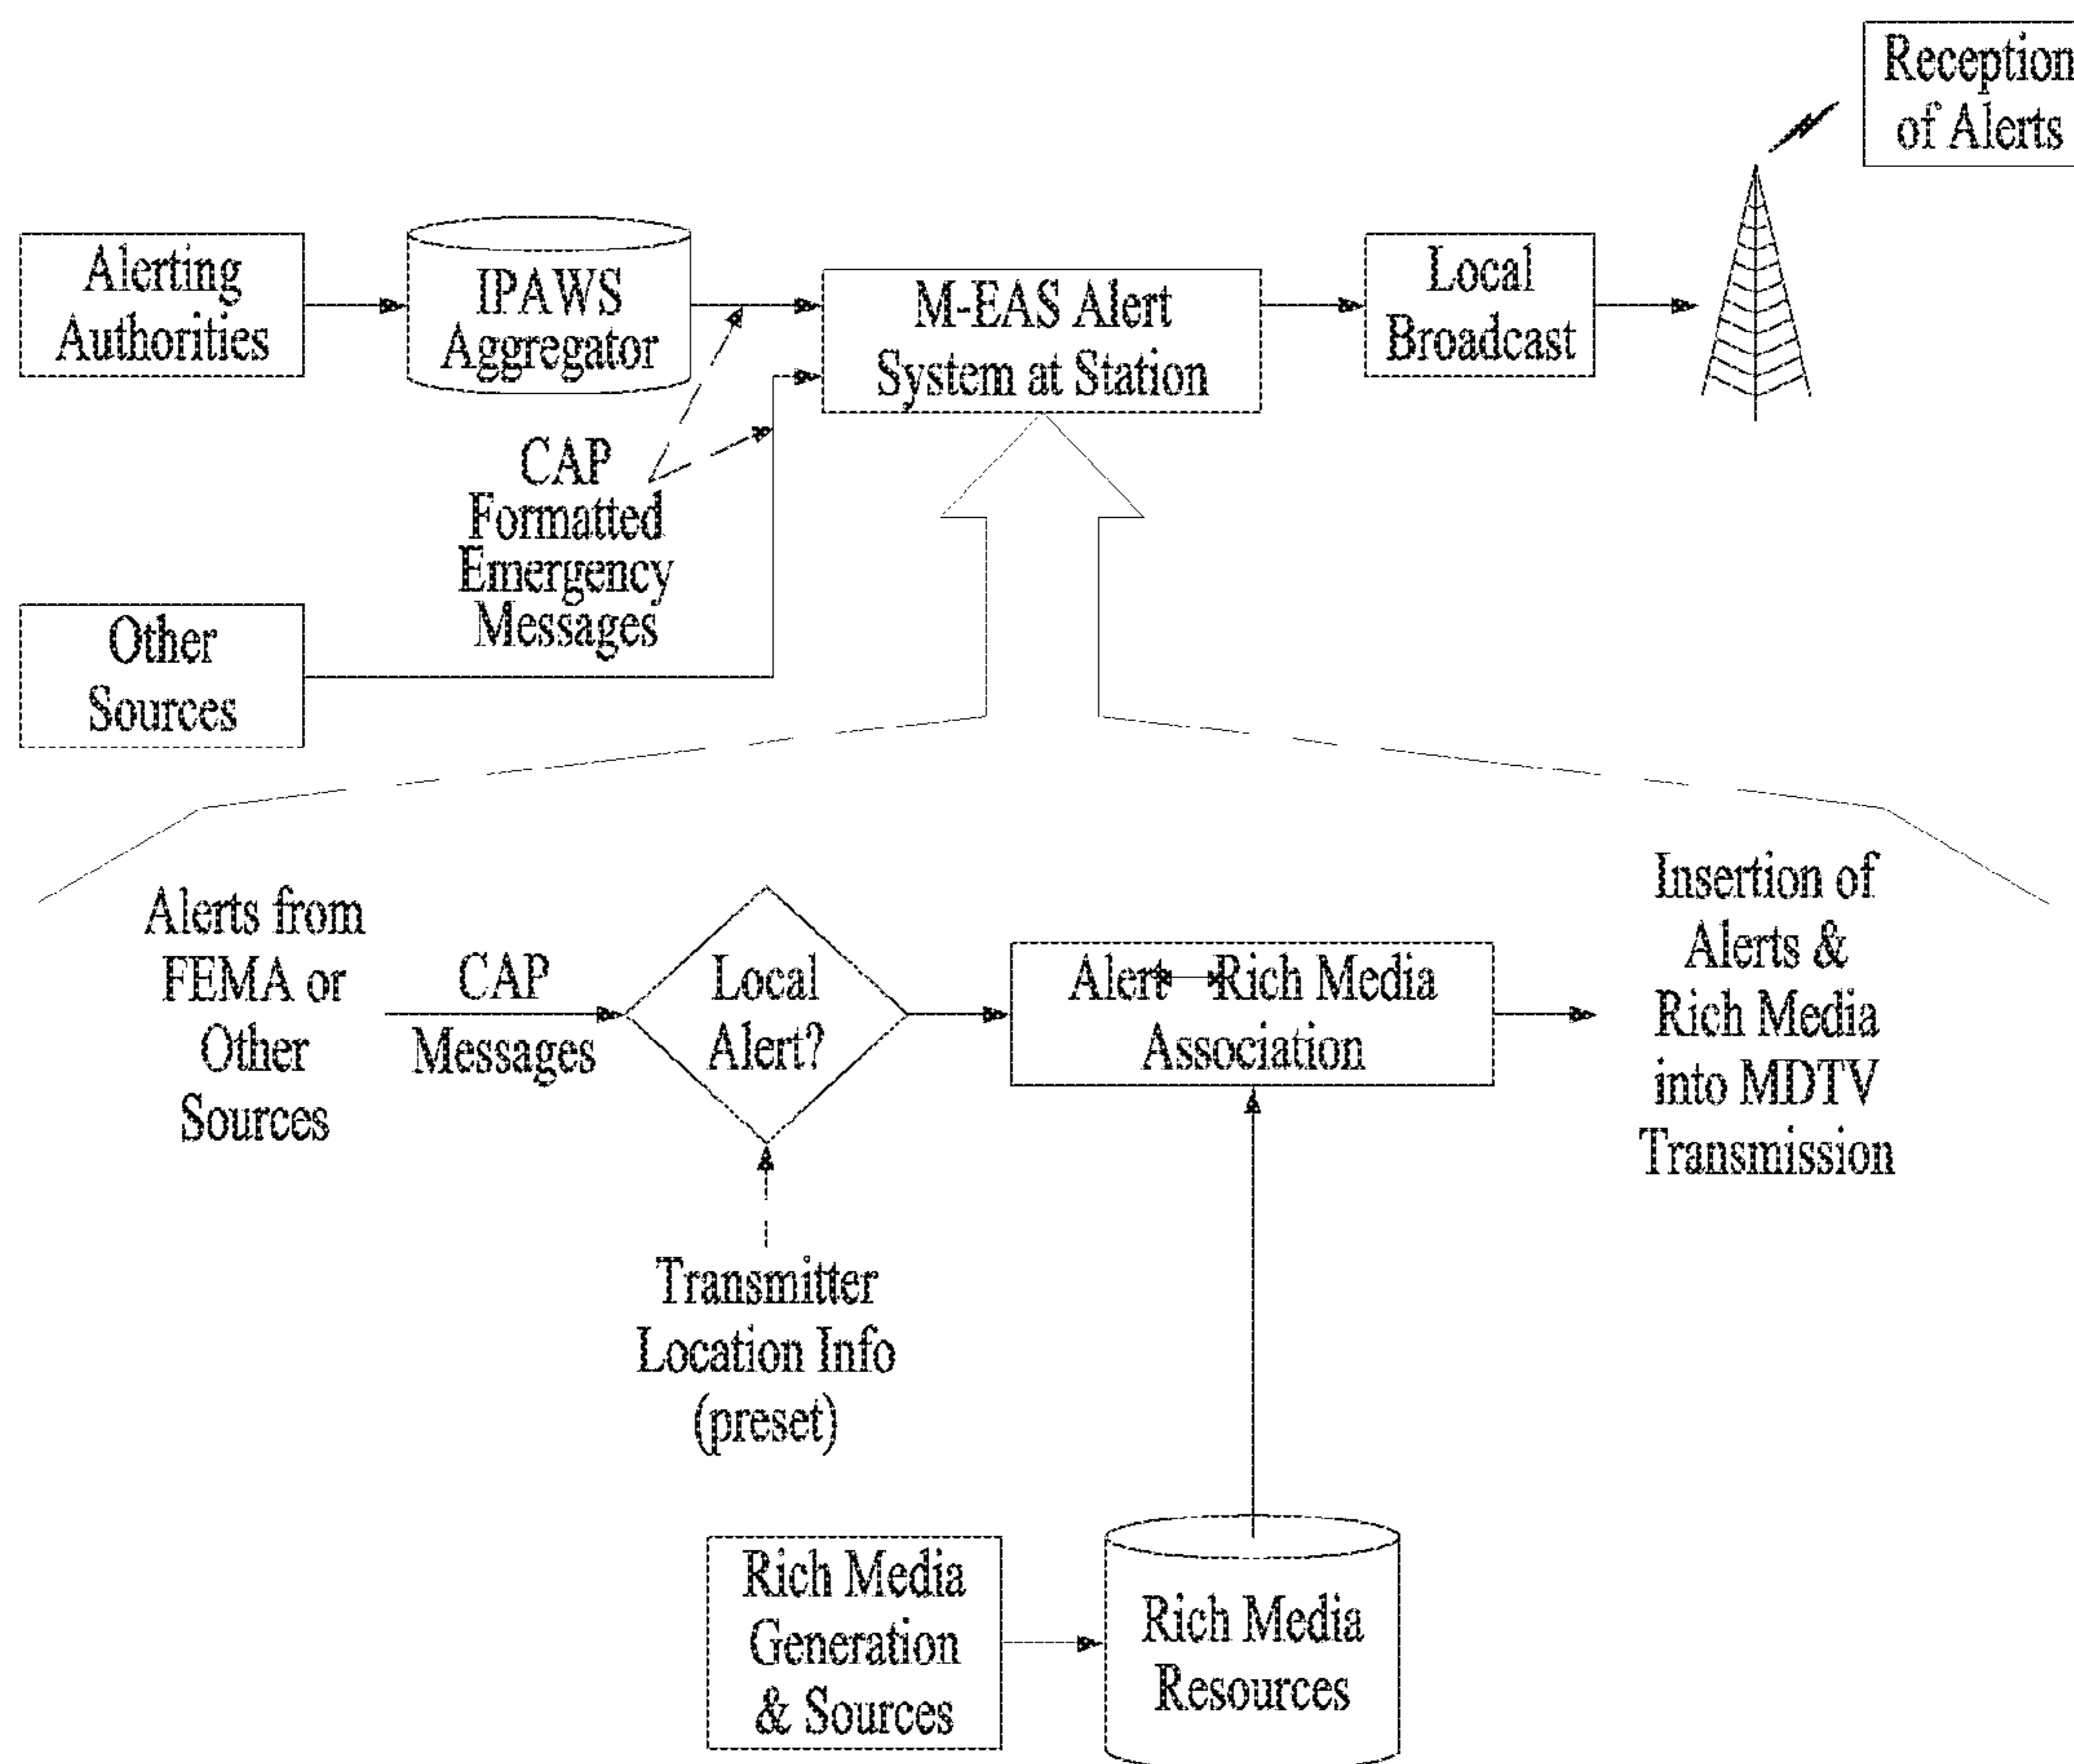 Reception
of Alerts
Alerting
Authorities
IPAWS
Aggregator
M-EAS Alert
System at Station
Local
Broadcast
CAP
Formatted
Emergency
Messages
Other
Sources
Alerts from
FEMA or
Other
Sources
CAP
Messages
Local
Alert?
Alert Rich Media
Association
Insertion of
Alerts &
Rich Media
into MDTV
Transmission
Transmitter
Location Info
(preset)
Rich Media
Generation
& Sources
Rich Media
Resources